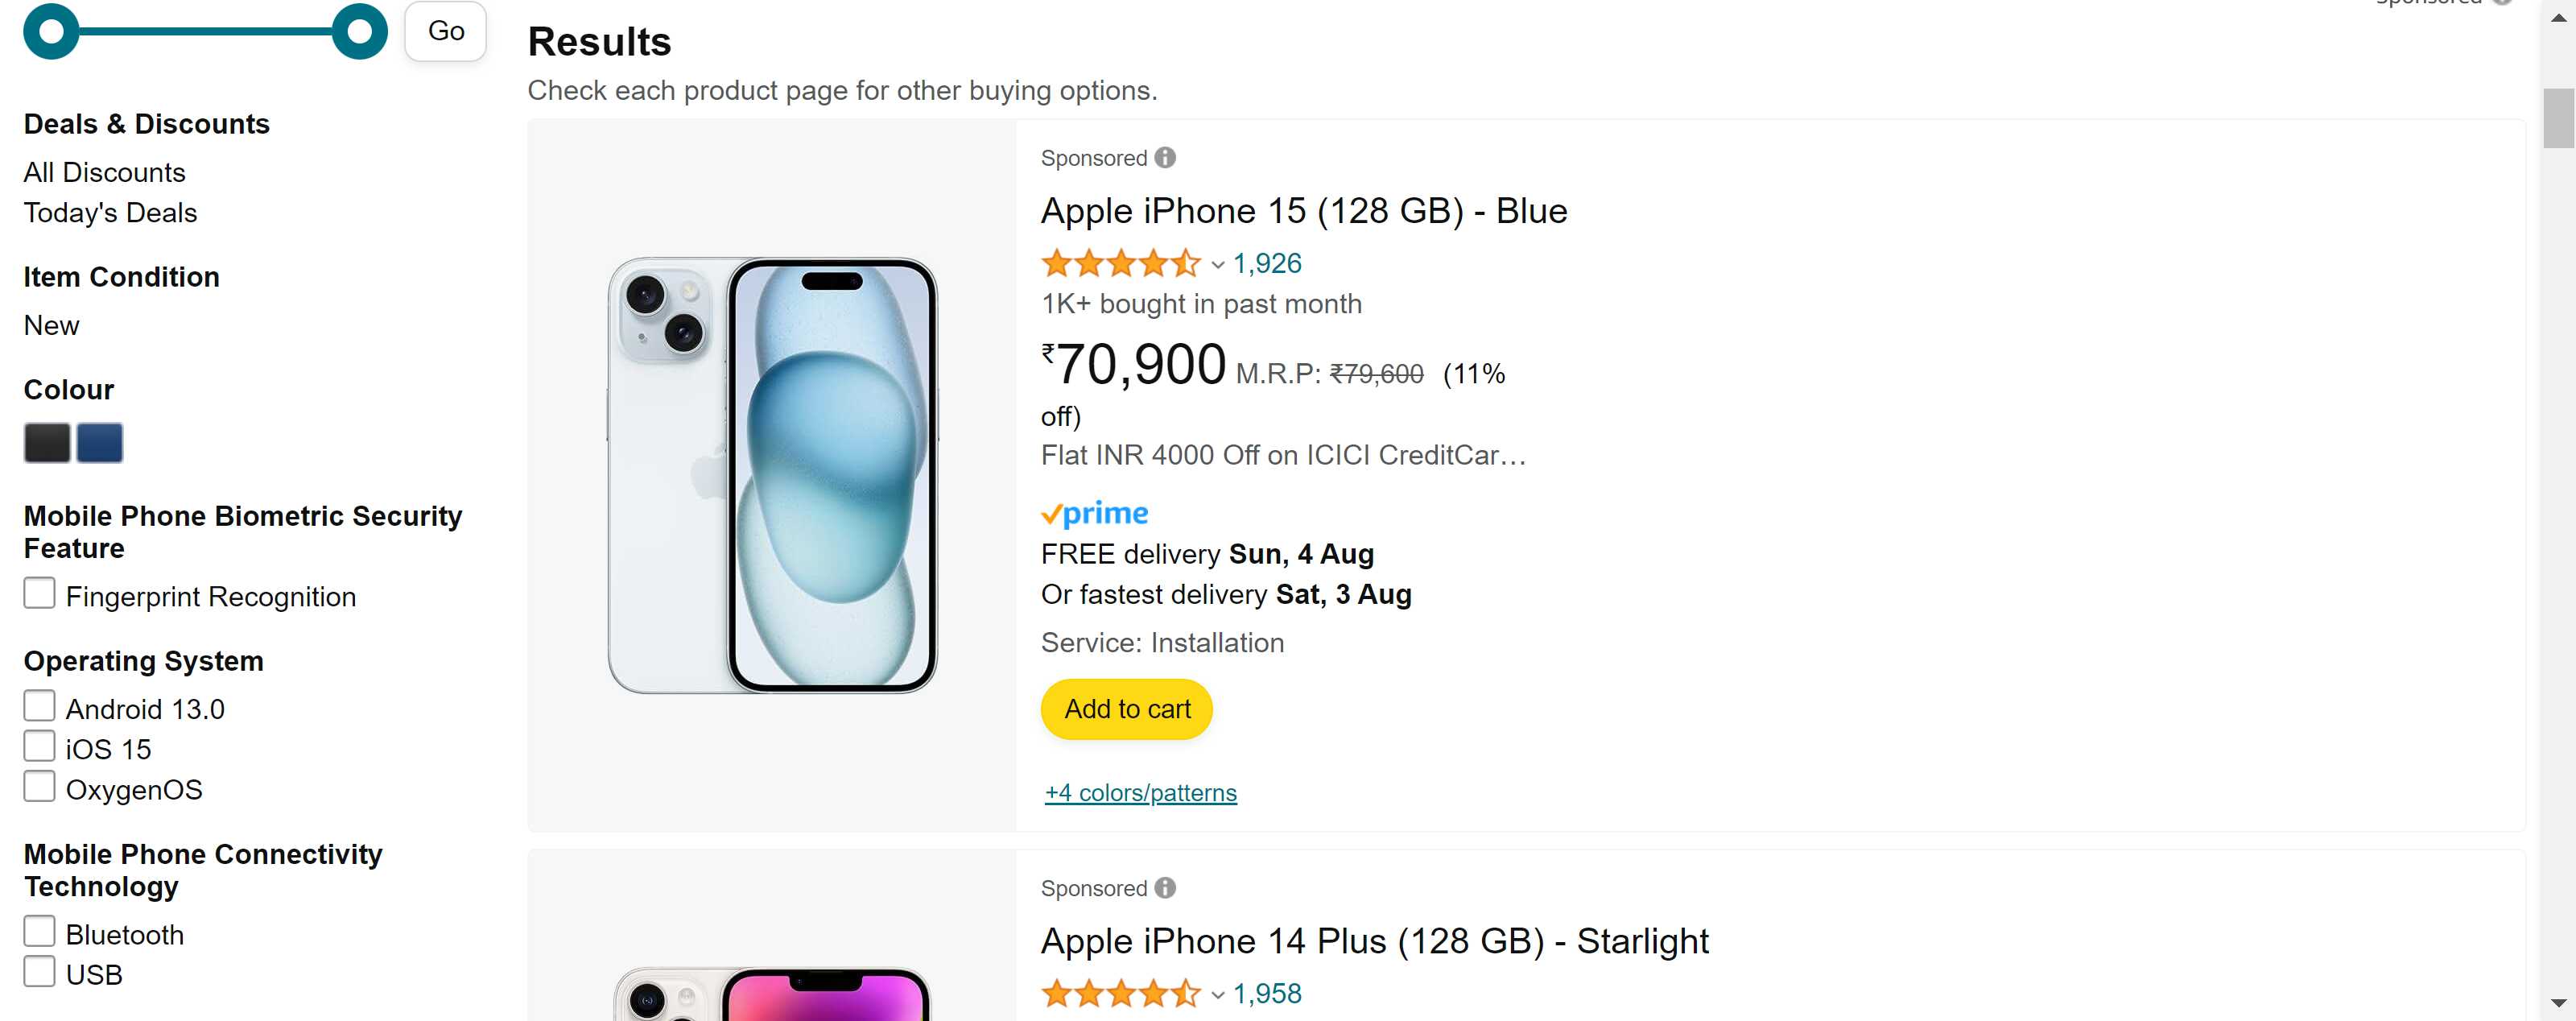 Go
Deals & Discounts
All Discounts
Today's Deals
Item Condition
New
Colour
Mobile Phone Biometric Security
Feature
Fingerprint Recognition
Operating System
Android 13.0
iOS 15
OxygenOS
Mobile Phone Connectivity
Technology
Bluetooth
USB
Sponsored
Results
Check each product page for other buying options.
Sponsored
Apple iPhone 15 (128 GB) - Blue
1,926
1K+ bought in past month
₹70,900 M.R.P: ₹79,600 (11%
off)
Flat INR 4000 Off on ICICI CreditCar…
prime
FREE delivery Sun, 4 Aug
Or fastest delivery Sat, 3 Aug
Service: Installation
Add to cart
+4 colors/patterns
Sponsored
Apple iPhone 14 Plus (128 GB) - Starlight
1,958